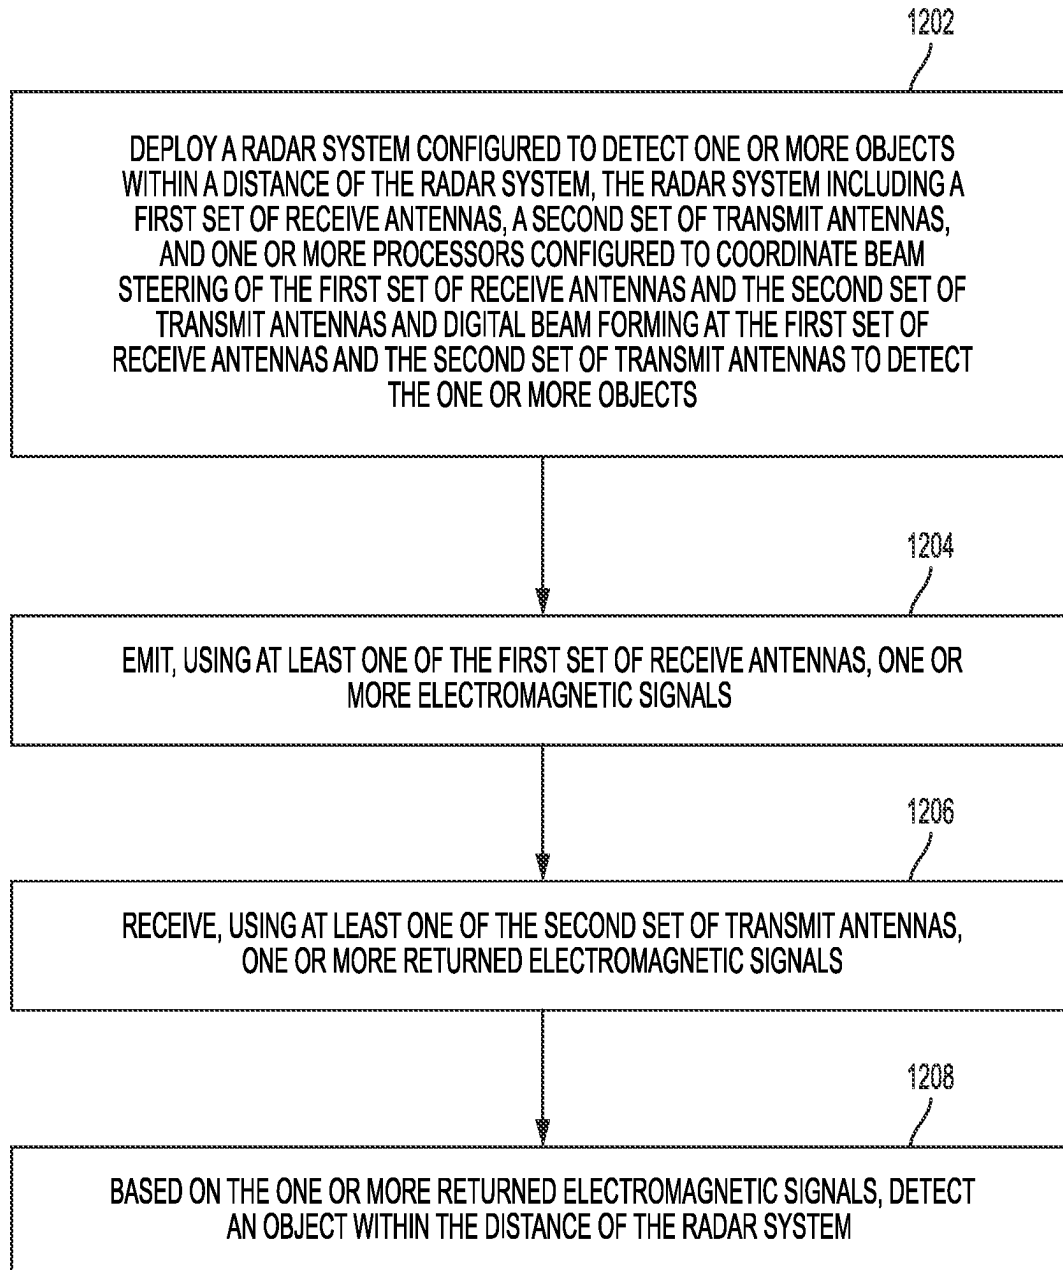 1202
DEPLOY A RADAR SYSTEM CONFIGURED TO DETECT ONE OR MORE OBJECTS
WITHIN A DISTANCE OF THE RADAR SYSTEM, THE RADAR SYSTEM INCLUDING A
FIRST SET OF RECEIVE ANTENNAS, A SECOND SET OF TRANSMIT ANTENNAS,
AND ONE OR MORE PROCESSORS CONFIGURED TO COORDINATE BEAM
STEERING OF THE FIRST SET OF RECEIVE ANTENNAS AND THE SECOND SET OF
TRANSMIT ANTENNAS AND DIGITAL BEAM FORMING AT THE FIRST SET OF
RECEIVE ANTENNAS AND THE SECOND SET OF TRANSMIT ANTENNAS TO DETECT
THE ONE OR MORE OBJECTS
1204
EMIT, USING AT LEAST ONE OF THE FIRST SET OF RECEIVE ANTENNAS, ONE OR
MORE ELECTROMAGNETIC SIGNALS
1206
RECEIVE, USING AT LEAST ONE OF THE SECOND SET OF TRANSMIT ANTENNAS,
ONE OR MORE RETURNED ELECTROMAGNETIC SIGNALS
1208
BASED ON THE ONE OR MORE RETURNED ELECTROMAGNETIC SIGNALS, DETECT
AN OBJECT WITHIN THE DISTANCE OF THE RADAR SYSTEM